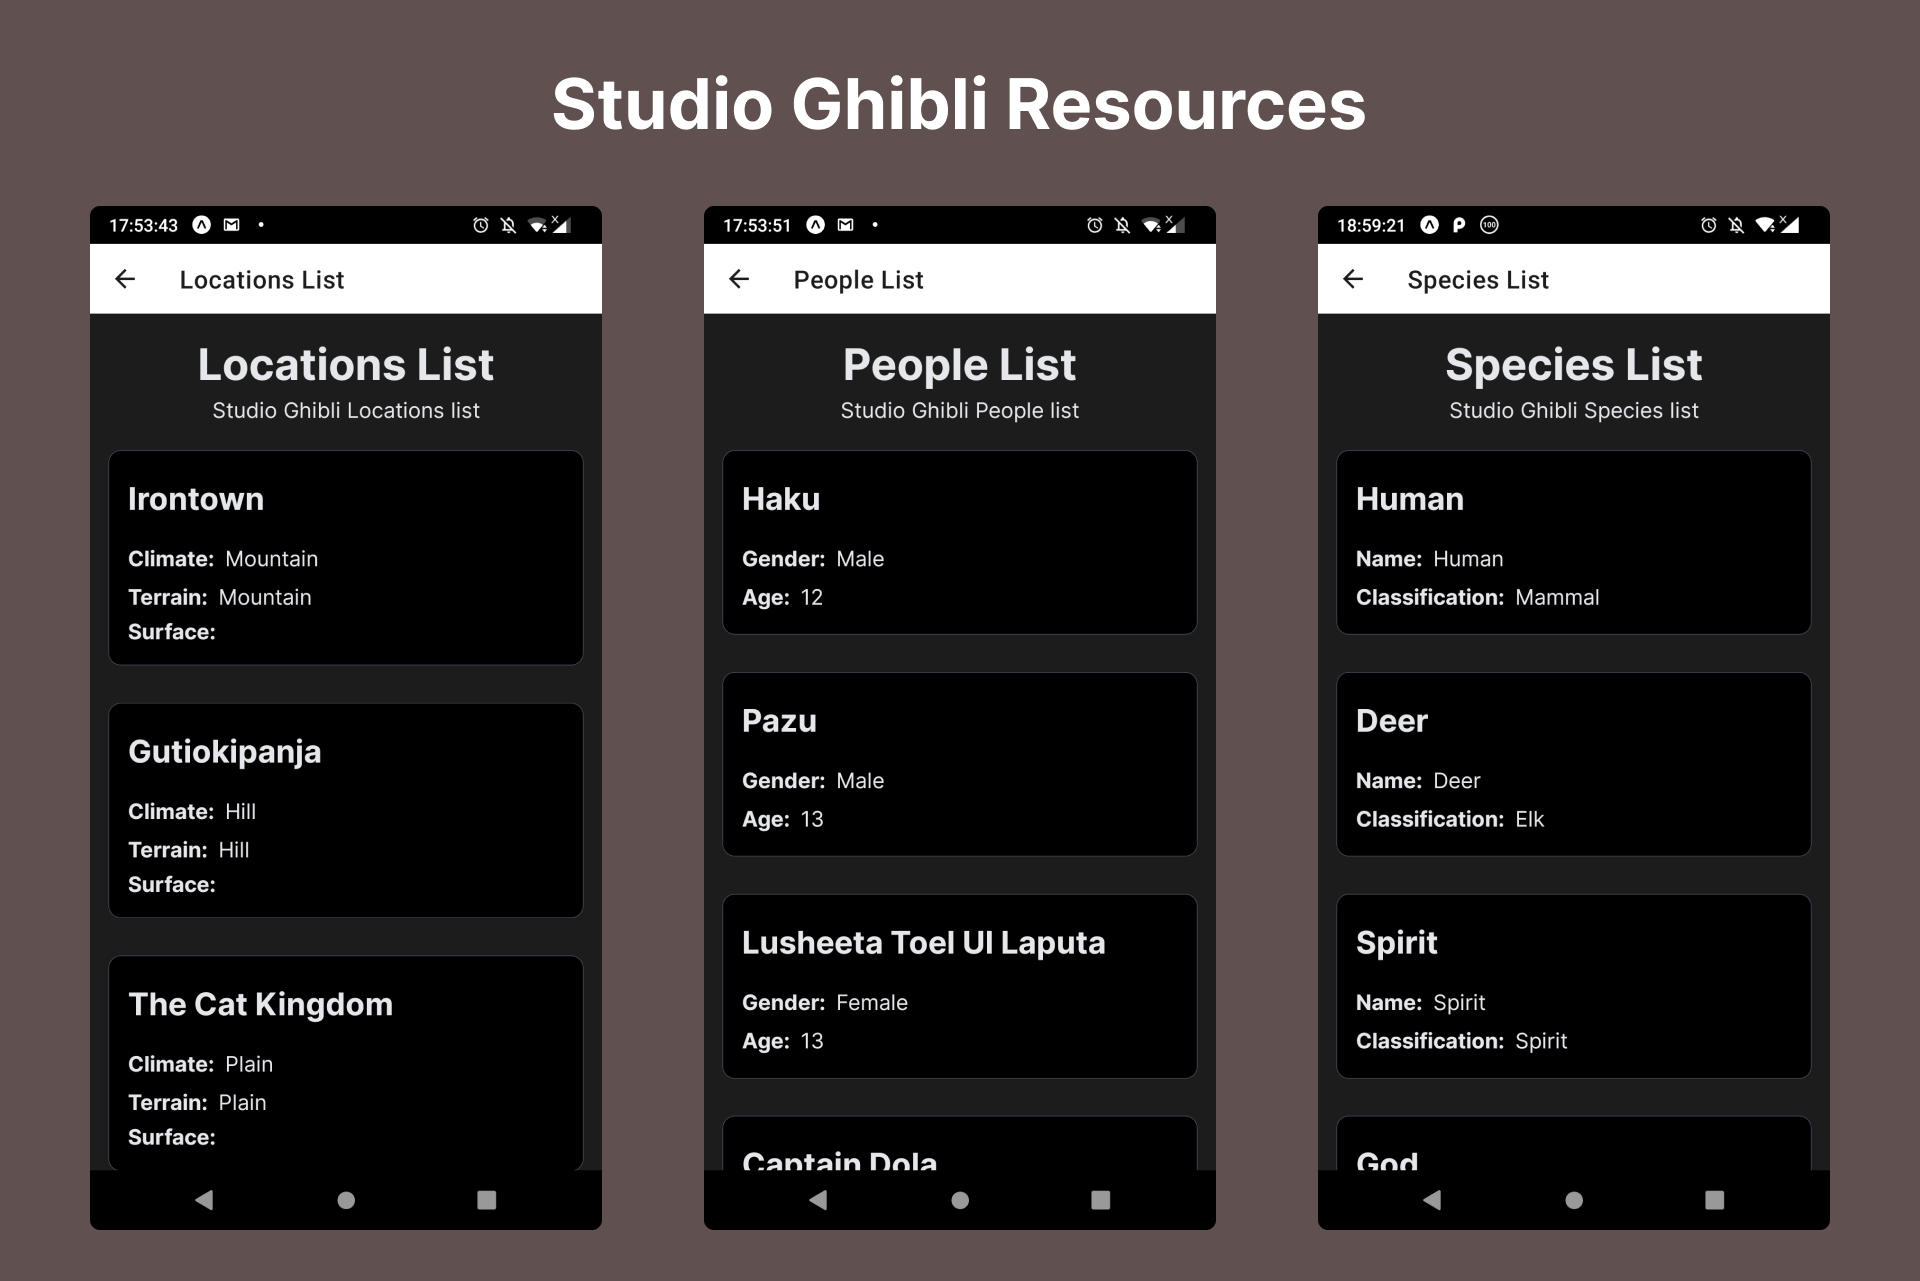 Studio Ghibli Resources
17:53:43
Locations List
Locations List
Studio Ghibli Locations list
Irontown
Climate: Mountain
Terrain: Mountain
Surface:
Gutiokipanja
Climate: Hill
Terrain: Hill
Surface:
The Cat Kingdom
Climate: Plain
Terrain: Plain
Surface:
17:53:51
People List
People List
Studio Ghibli People list
Haku
Gender: Male
Age: 12
Pazu
Gender: Male
Age: 13
Lusheeta Toel Ul Laputa
Gender: Female
Age: 13
Captain Dola
18:59:21 100
Species List
Species List
Studio Ghibli Species list
Human
Name: Human
Classification: Mammal
Deer
Name: Deer
Classification: Elk
Spirit
Name: Spirit
Classification: Spirit
God